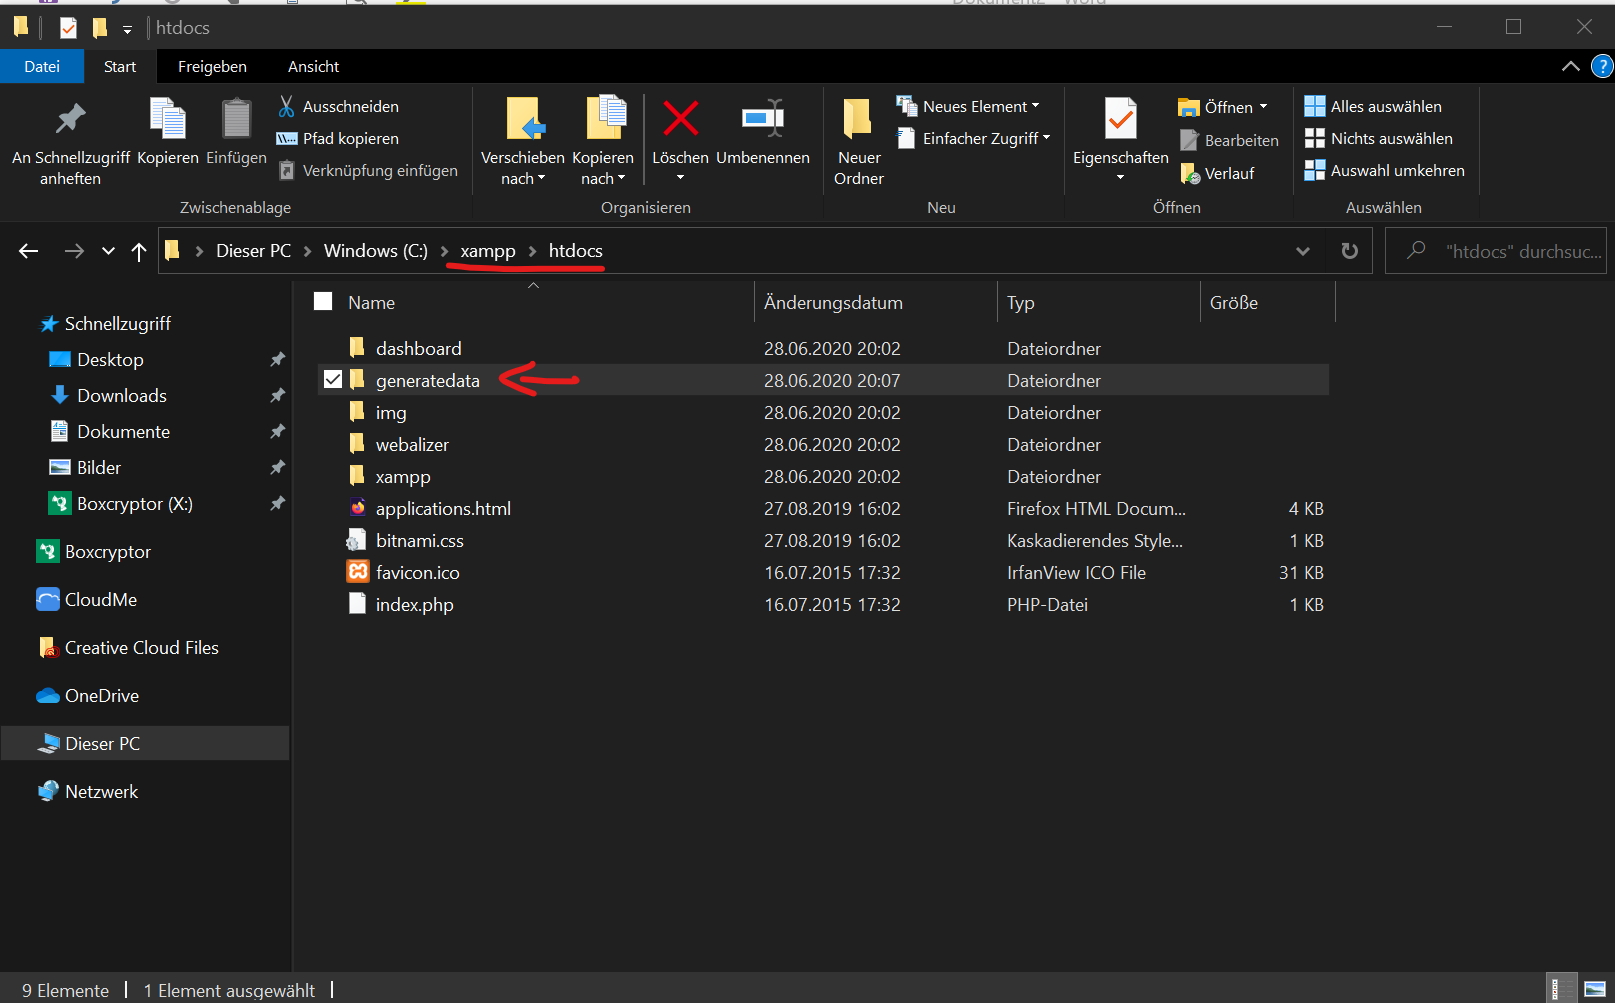 htdocs
Datei Start Freigeben Ansicht
An Schnellzugriff anheften
Kopieren
Einfügen
Ausschneiden
Pfad kopieren
Verknüpfung einfügen
Zwischenablage
Verschieben nach
Kopieren nach
Löschen
Umbenennen
Organisieren
Neuer Ordner
Neues Element
Einfacher Zugriff
Neu
Eigenschaften
Öffnen
Bearbeiten
Verlauf
Öffnen
Alles auswählen
Nichts auswählen
Auswahl umkehren
Auswählen
Dieser PC > Windows (C:) > xampp > htdocs
"htdocs" durchsuc...
Schnellzugriff
Desktop
Downloads
Dokumente
Bilder
Boxcryptor (X:)
Boxcryptor
CloudMe
Creative Cloud Files
OneDrive
Dieser PC
Netzwerk
Name Änderungsdatum Typ Größe
dashboard 28.06.2020 20:02 Dateiordner
generatedata 28.06.2020 20:07 Dateiordner
img 28.06.2020 20:02 Dateiordner
webalizer 28.06.2020 20:02 Dateiordner
xampp 28.06.2020 20:02 Dateiordner
applications.html 27.08.2019 16:02 Firefox HTML Docum... 4 KB
bitnami.css 27.08.2019 16:02 Kaskadierendes Style... 1 KB
favicon.ico 16.07.2015 17:32 IrfanView ICO File 31 KB
index.php 16.07.2015 17:32 PHP-Datei 1 KB
9 Elemente 1 Element ausgewählt